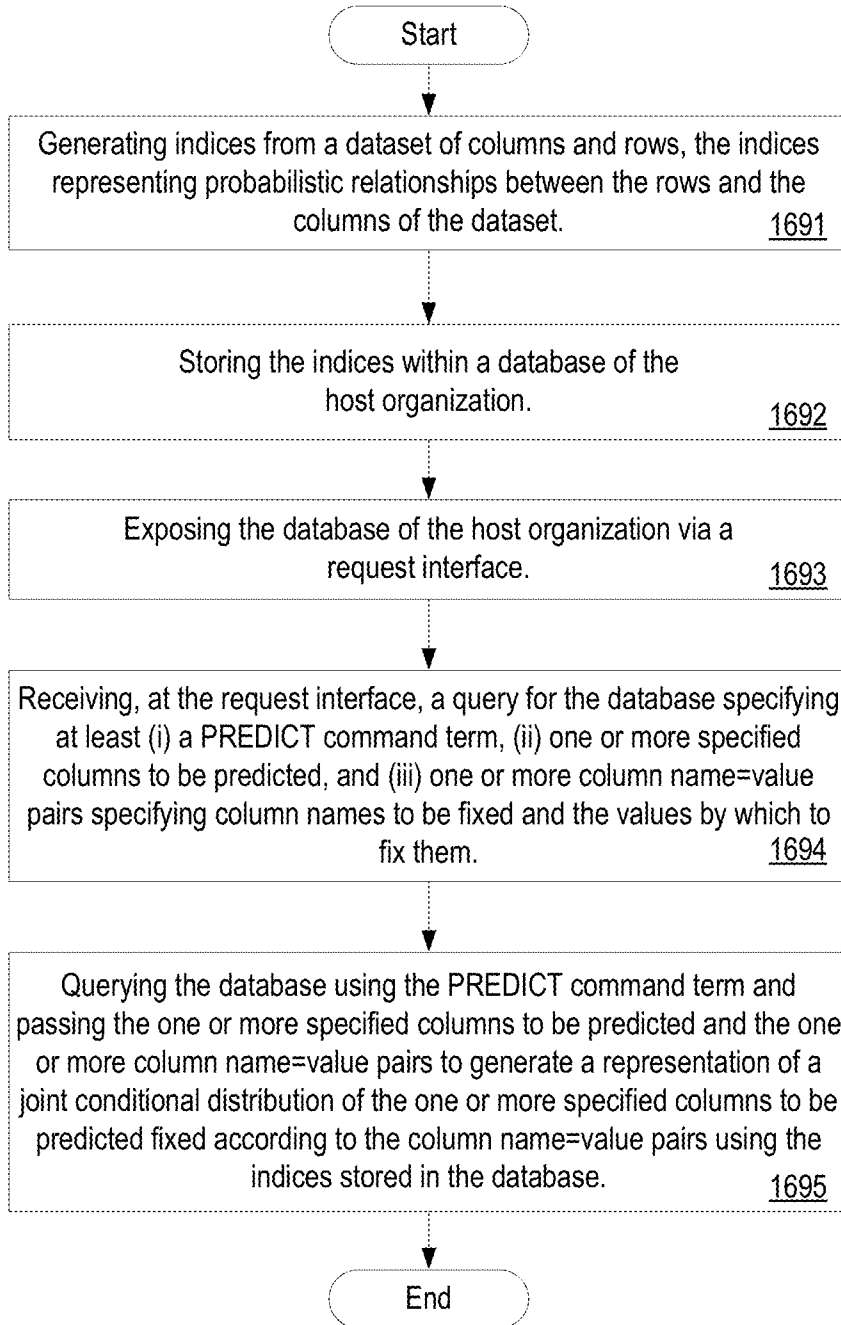 Start
Generating indices from a dataset of columns and rows, the indices
representing probabilistic relationships between the rows and the
columns of the dataset.
1691
Storing the indices within a database of the
host organization.
1692
Exposing the database of the host organization via a
request interface.
1693
Receiving, at the request interface, a query for the database specifying
at least (i) a PREDICT command term, (ii) one or more specified
columns to be predicted, and (iii) one or more column name=value
pairs specifying column names to be fixed and the values by which to
fix them.
1694
Querying the database using the PREDICT command term and
passing the one or more specified columns to be predicted and the one
or more column name=value pairs to generate a representation of a
joint conditional distribution of the one or more specified columns to be
predicted fixed according to the column name=value pairs using the
indices stored in the database.
1695
End